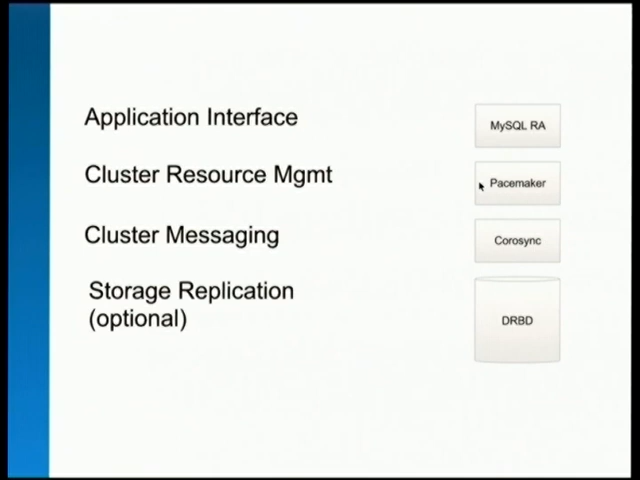 Application Interface
MySQL RA
Cluster Resource Mgmt
Pacemaker
Cluster Messaging
Corosync
Storage Replication
(optional)
DRBD